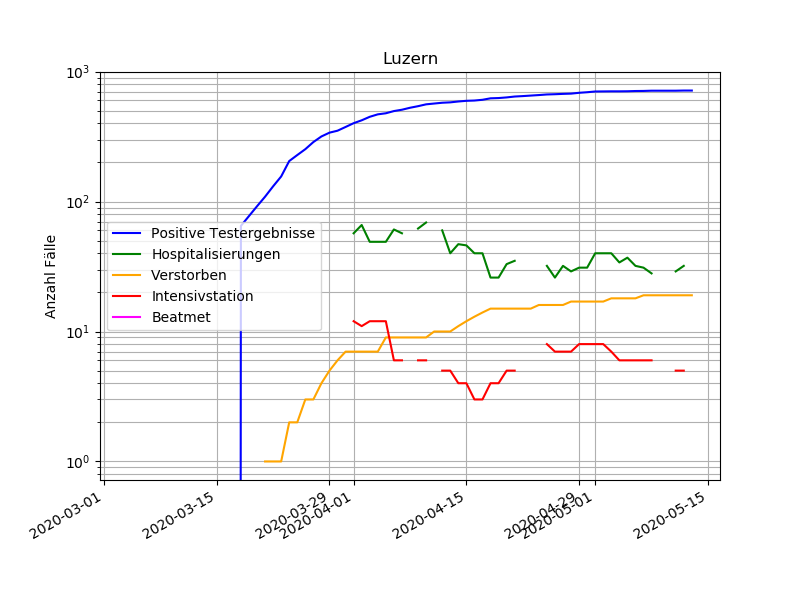 Luzern
Anzahl Fälle
10³
10²
10¹
10⁰
Positive Testergebnisse
Hospitalisierungen
Verstorben
Intensivstation
Beatmet
2020-03-01
2020-03-15
2020-03-29
2020-04-01
2020-04-15
2020-04-29
2020-05-01
2020-05-15